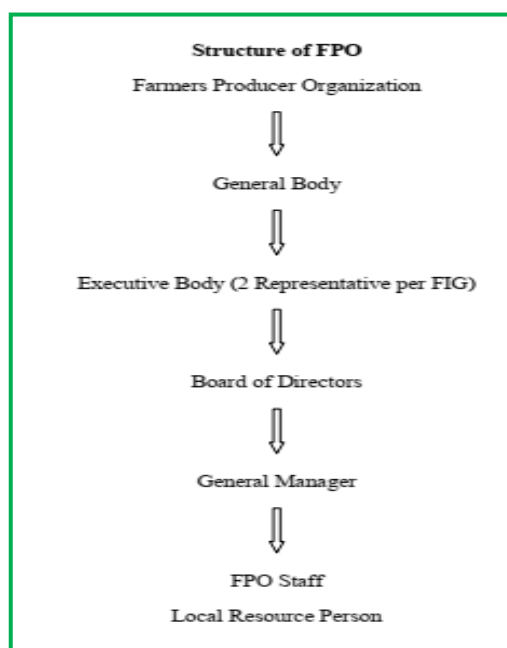 Structure of FPO
Farmers Producer Organization
General Body
Executive Body (2 Representative per FIG)
Board of Directors
General Manager
FPO Staff
Local Resource Person